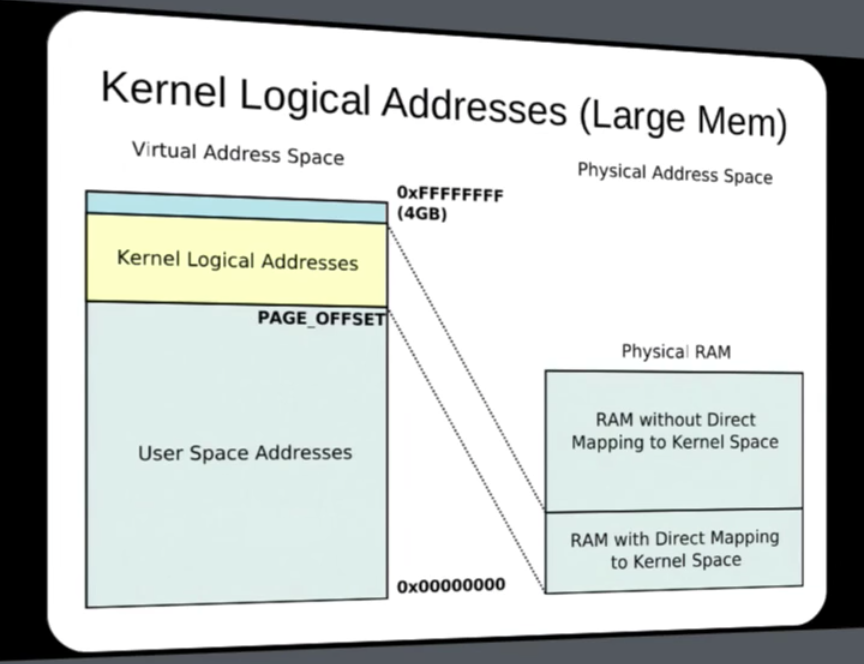 Kernel Logical Addresses (Large Mem)
Virtual Address Space
Physical Address Space
0xFFFFFFFF
(4GB)
Kernel Logical Addresses
PAGE_OFFSET
Physical RAM
RAM without Direct
Mapping to Kernel Space
User Space Addresses
RAM with Direct Mapping
to Kernel Space
0x00000000